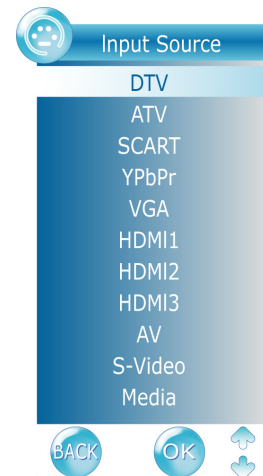 Input Source
DTV
ATV
SCART
YPbPr
VGA
HDMI1
HDMI2
HDMI3
AV
S-Video
Media
BACK OK